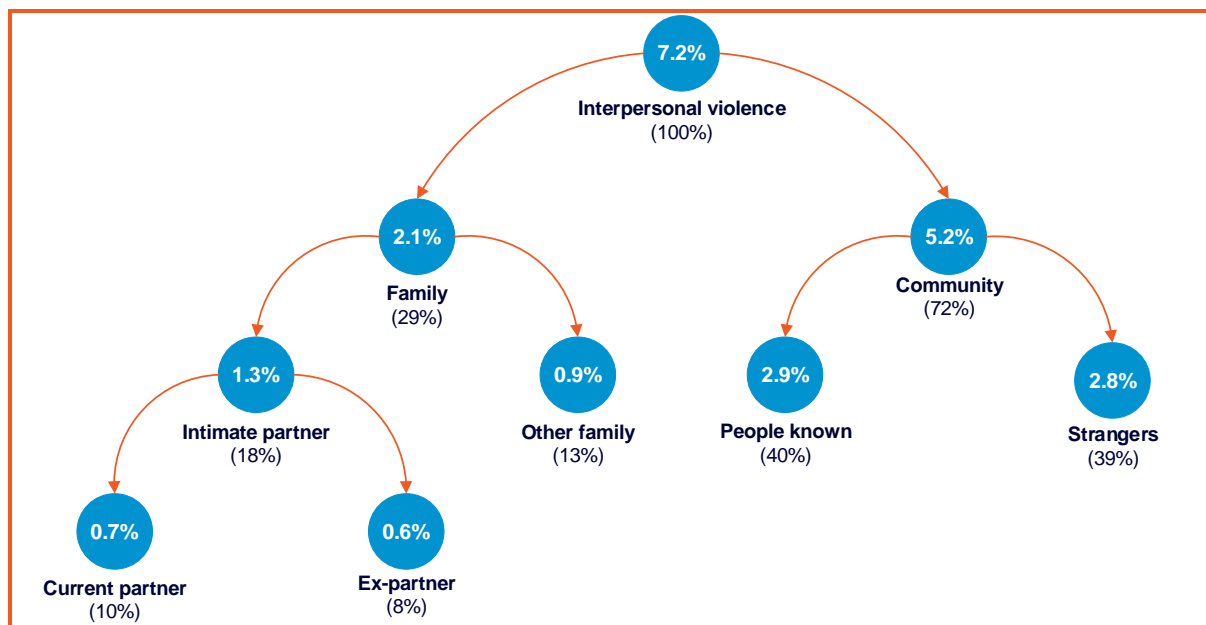 7.2%
Interpersonal violence
(100%)
2.1%
Family
(29%)
5.2%
Community
(72%)
1.3%
Intimate partner
(18%)
0.9%
Other family
(13%)
2.9%
People known
(40%)
2.8%
Strangers
(39%)
0.7%
Current partner
(10%)
0.6%
Ex-partner
(8%)